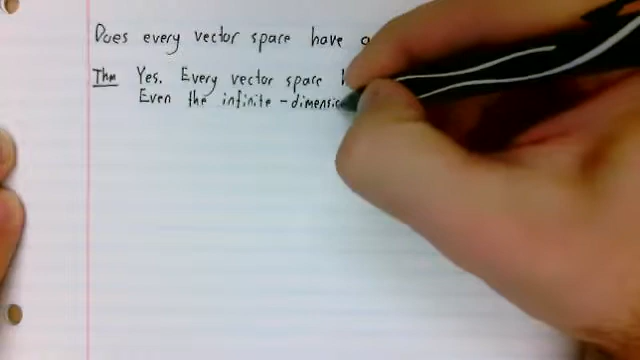 Does every vector space have a
Thm Yes. Every vector space
Even the infinite-dimensio